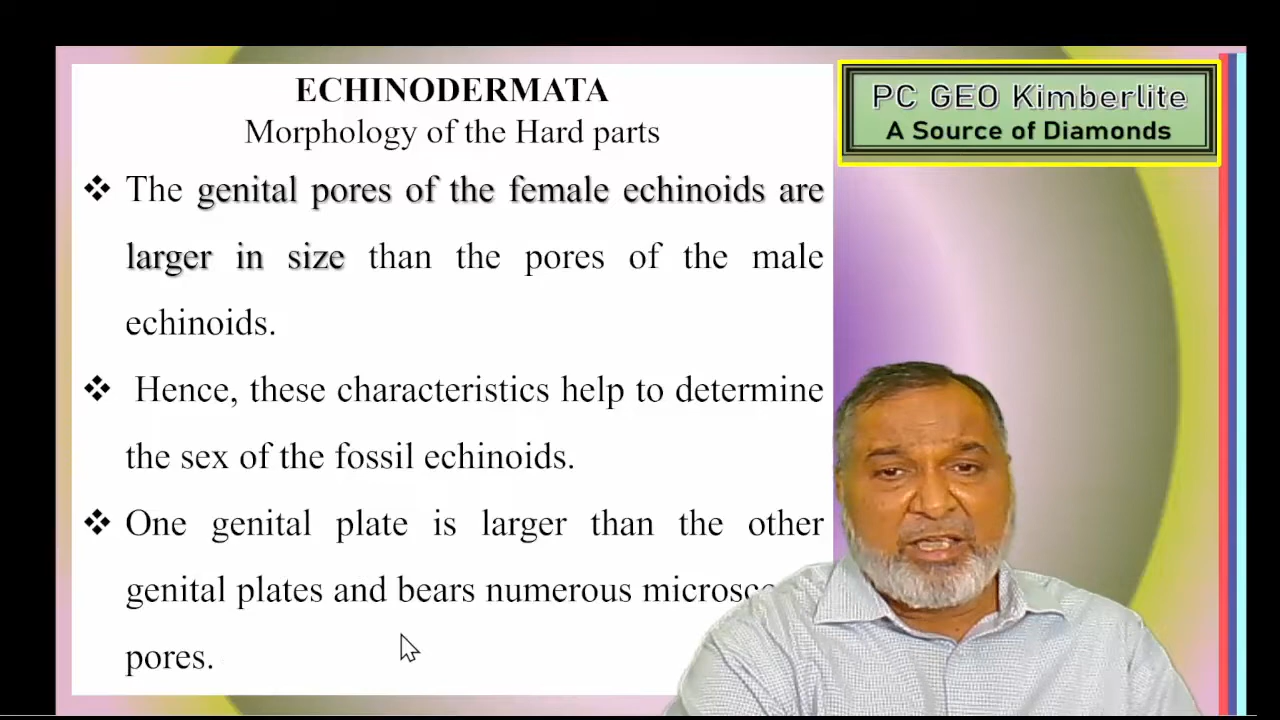 ECHINODERMATA
Morphology of the Hard parts
❖ The genital pores of the female echinoids are
larger in size than the pores of the male
echinoids.
❖ Hence, these characteristics help to determine
the sex of the fossil echinoids.
❖ One genital plate is larger than the other
genital plates and bears numerous
pores.
PC GEO Kimberlite
A Source of Diamonds